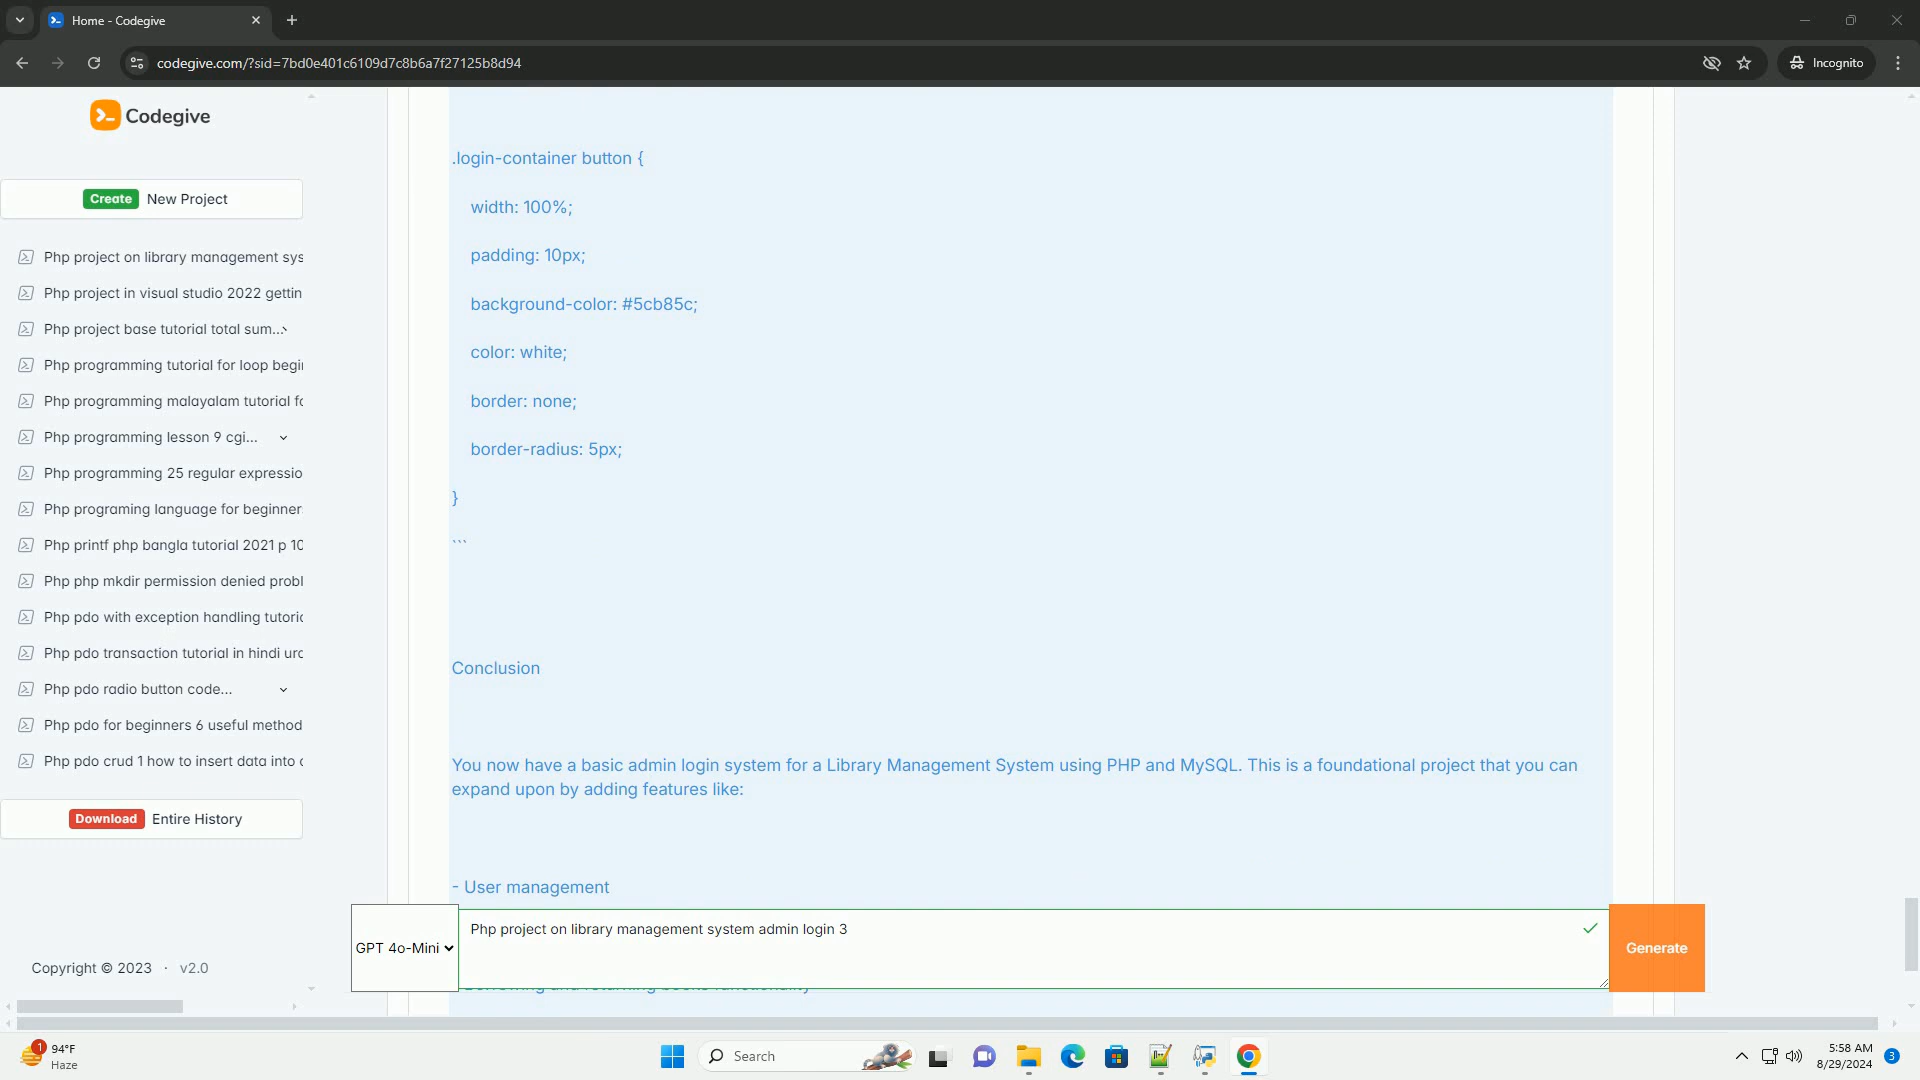 Home - Codegive
codegive.com/?sid=7bd0e401c6109d7c8b6a7f27125b8d94
Incognito
Codegive
Create New Project
Php project on library management sys
Php project in visual studio 2022 gettin
Php project base tutorial total sum...
Php programming tutorial for loop begi
Php programming malayalam tutorial fo
Php programming lesson 9 cgi...
Php programming 25 regular expressio
Php programing language for beginner
Php printf php bangla tutorial 2021 p 10
Php php mkdir permission denied probl
Php pdo with exception handling tutoric
Php pdo transaction tutorial in hindi urc
Php pdo radio button code...
Php pdo for beginners 6 useful method
Php pdo crud 1 how to insert data into c
Download Entire History
Copyright © 2023 · v2.0
.login-container button {
width: 100%;
padding: 10px;
background-color: #5cb85c;
color: white;
border: none;
border-radius: 5px;
}
```
Conclusion
You now have a basic admin login system for a Library Management System using PHP and MySQL. This is a foundational project that you can
expand upon by adding features like:
- User management
GPT 4o-Mini
Php project on library management system admin login 3
Generate
- Borrowing and returning books functionality
1
94°F
Haze
Search
5:58 AM
8/29/2024
3